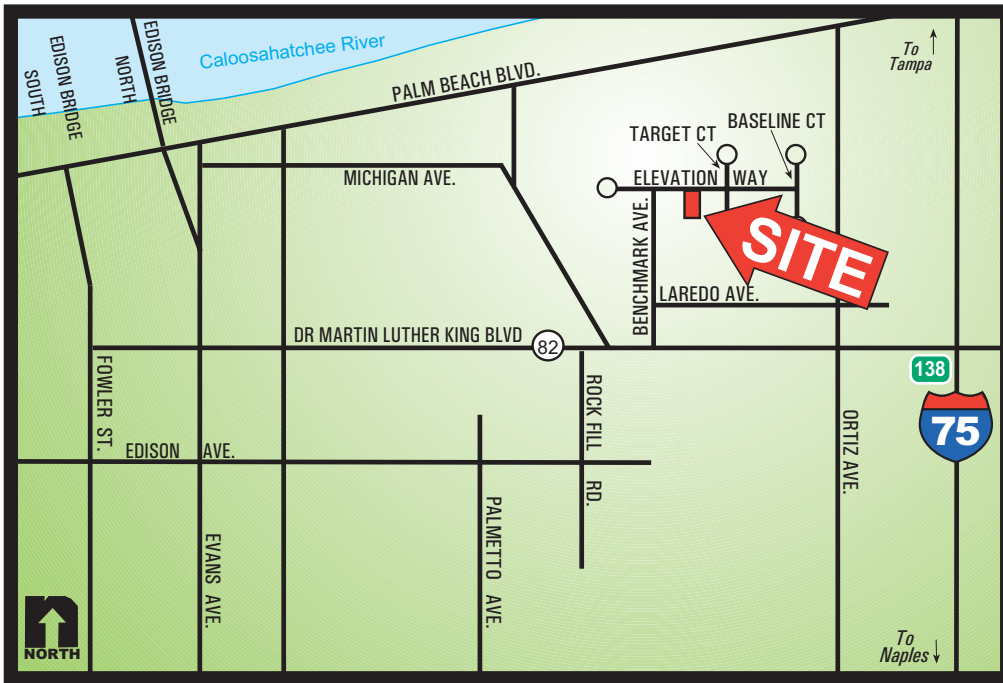 Caloosahatchee River
EDISON BRIDGE
SOUTH
EDISON BRIDGE
NORTH
PALM BEACH BLVD.
To
Tampa
TARGET CT
BASELINE CT
MICHIGAN AVE.
ELEVATION WAY
BENCHMARK AVE.
SITE
LAREDO AVE.
DR MARTIN LUTHER KING BLVD
82
138
75
FOWLER ST.
ROCK FILL RD.
ORTIZ AVE.
EDISON AVE.
EVANS AVE.
PALMETTO AVE.
n
NORTH
To
Naples